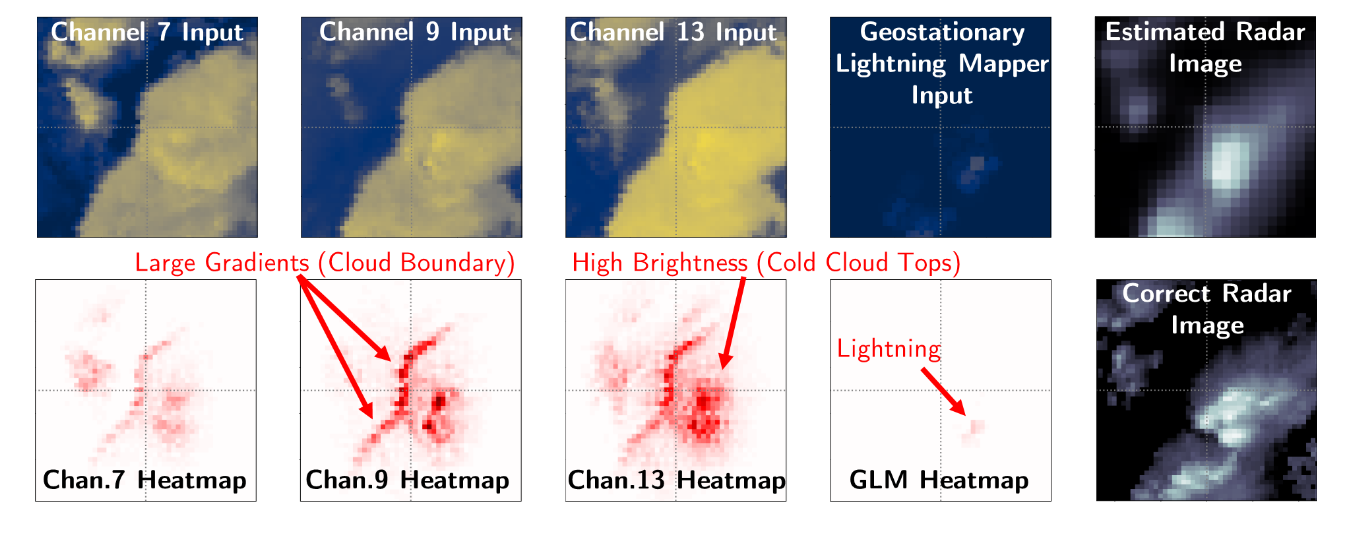 Channel 7 Input
Channel 9 Input
Channel 13 Input
Geostationary
Lightning Mapper
Input
Estimated Radar
Image
Large Gradients (Cloud Boundary)
High Brightness (Cold Cloud Tops)
Correct Radar
Image
Lightning
Chan.7 Heatmap
Chan.9 Heatmap
Chan.13 Heatmap
GLM Heatmap